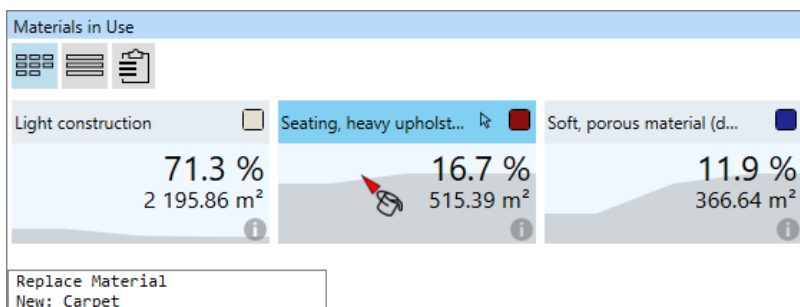 Materials in Use
Light construction
Seating, heavy upholst...
Soft, porous material (d...
71.3 %
2 195.86 m²
16.7 %
515.39 m²
11.9 %
366.64 m²
Replace Material
New: Carpet